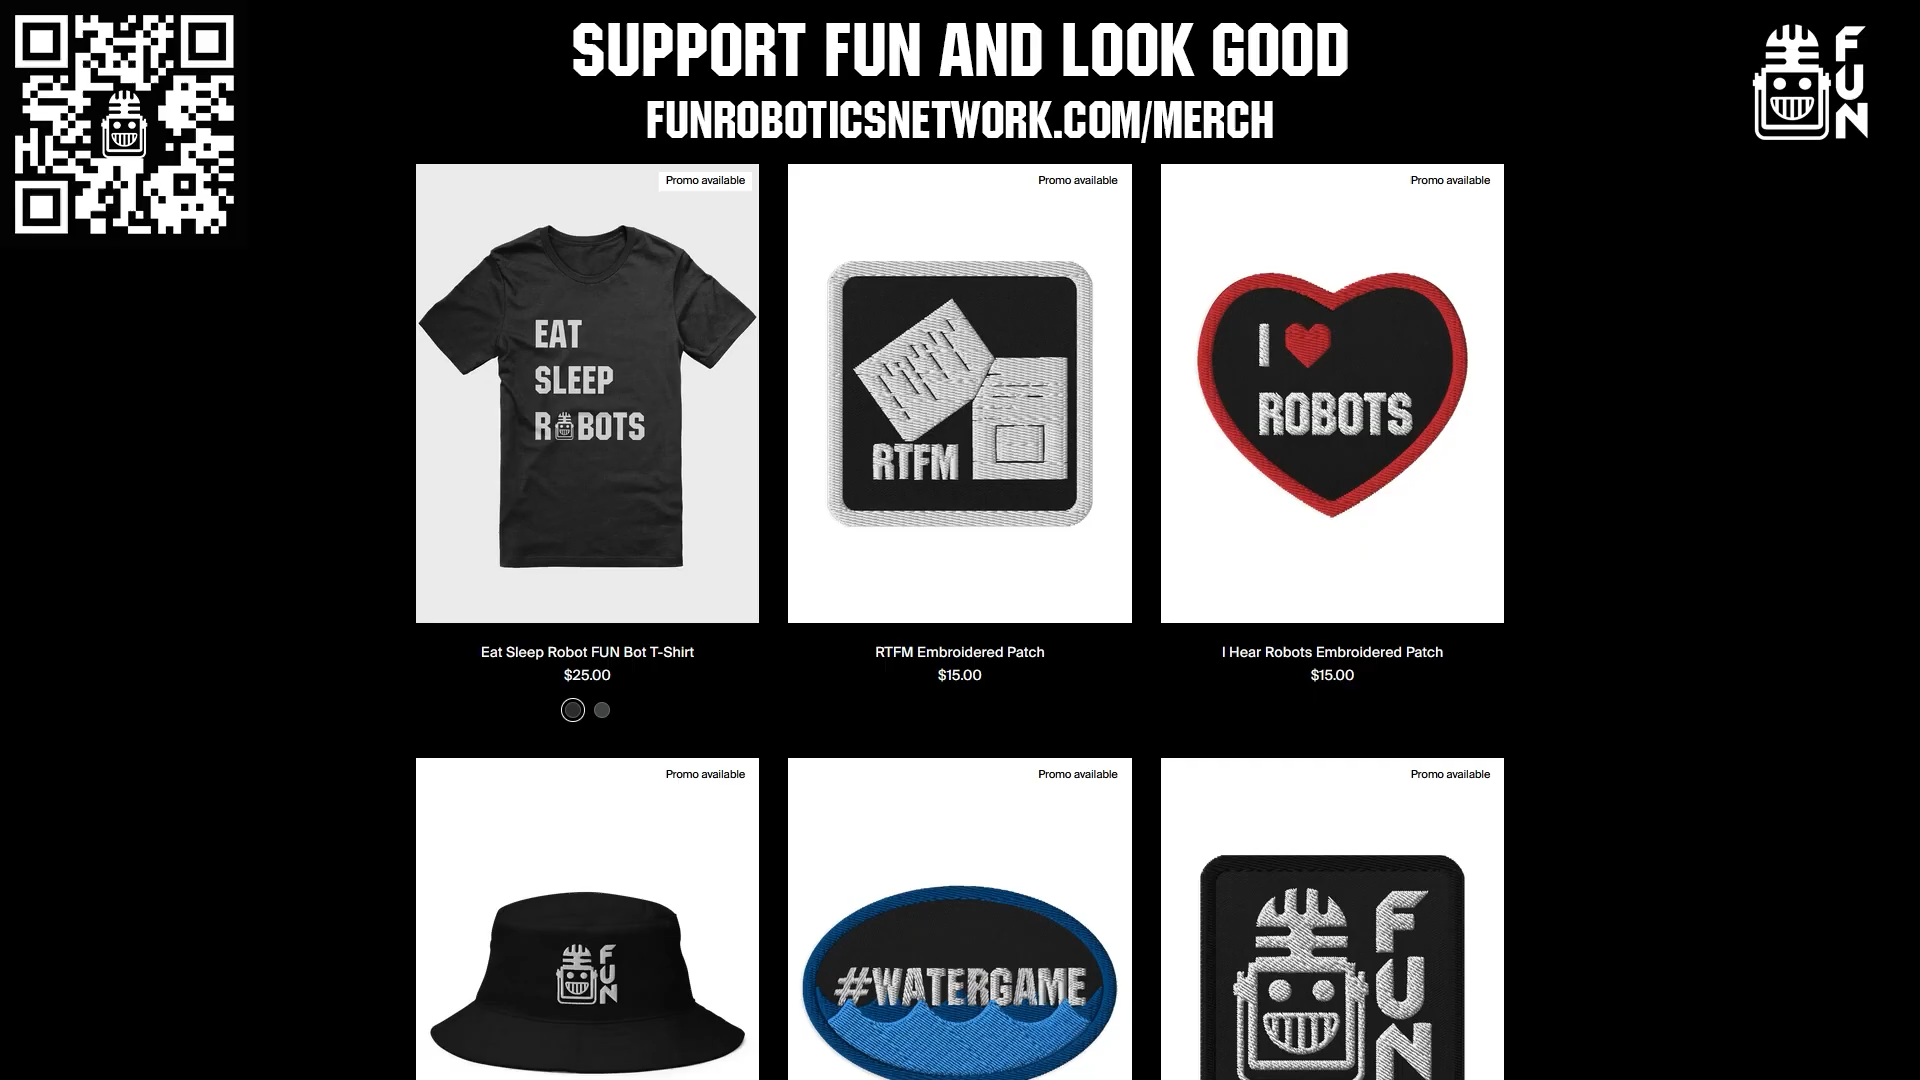 SUPPORT FUN AND LOOK GOOD
FUNROBOTICSNETWORK.COM/MERCH
FUN
Promo available
EAT
SLEEP
ROBOTS
Promo available
RTFM
Promo available
I
ROBOTS
Eat Sleep Robot FUN Bot T-Shirt
$25.00
RTFM Embroidered Patch
$15.00
I Hear Robots Embroidered Patch
$15.00
Promo available
FUN
Promo available
#WATERGAME
Promo available
FUN